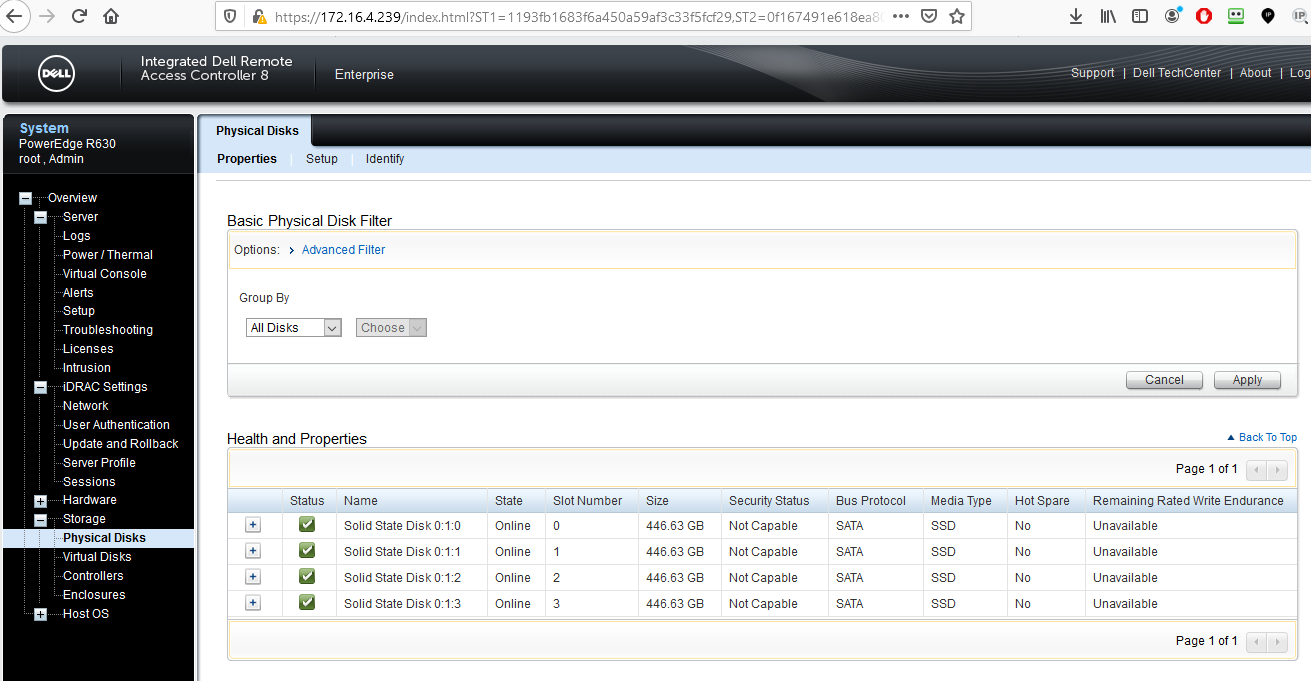 https://172.16.4.239/index.html?ST1=1193fb1683f6a450a59af3c33f5fcf29,ST2=0f167491e618ea8
DELL
Integrated Dell Remote
Access Controller 8
Enterprise
Support | Dell TechCenter | About | Log
System
PowerEdge R630
root , Admin
Overview
Server
Logs
Power / Thermal
Virtual Console
Alerts
Setup
Troubleshooting
Licenses
Intrusion
iDRAC Settings
Network
User Authentication
Update and Rollback
Server Profile
Sessions
Hardware
Storage
Physical Disks
Virtual Disks
Controllers
Enclosures
Host OS
Physical Disks
Properties Setup Identify
Basic Physical Disk Filter
Options: Advanced Filter
Group By
All Disks Choose
Cancel Apply
Health and Properties Back To Top
Page 1 of 1
Status Name State Slot Number Size Security Status Bus Protocol Media Type Hot Spare Remaining Rated Write Endurance
Solid State Disk 0:1:0 Online 0 446.63 GB Not Capable SATA SSD No Unavailable
Solid State Disk 0:1:1 Online 1 446.63 GB Not Capable SATA SSD No Unavailable
Solid State Disk 0:1:2 Online 2 446.63 GB Not Capable SATA SSD No Unavailable
Solid State Disk 0:1:3 Online 3 446.63 GB Not Capable SATA SSD No Unavailable
Page 1 of 1